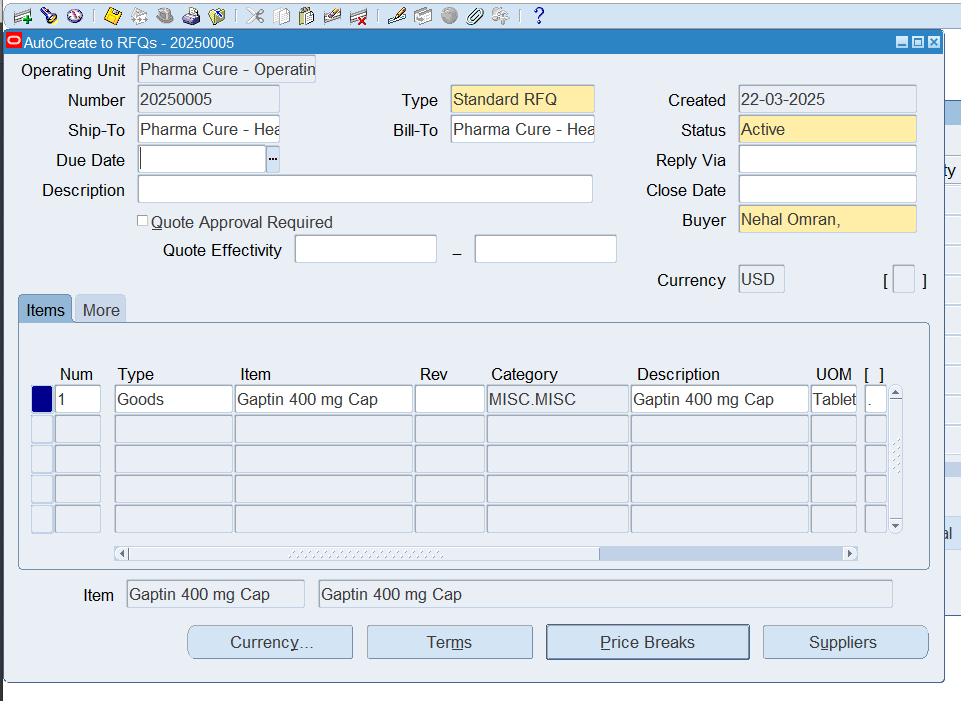 AutoCreate to RFQs - 20250005
Operating Unit Pharma Cure - Operatin
Number 20250005 Type Standard RFQ Created 22-03-2025
Ship-To Pharma Cure - Hea Bill-To Pharma Cure - Hea Status Active
Due Date ... Reply Via
Description Close Date
Quote Approval Required Buyer Nehal Omran,
Quote Effectivity –
Currency USD [ ]
Items More
Num Type Item Rev Category Description UOM [ ]
1 Goods Gaptin 400 mg Cap MISC.MISC Gaptin 400 mg Cap Tablet .
Item Gaptin 400 mg Cap Gaptin 400 mg Cap
Currency... Terms Price Breaks Suppliers
ty
al